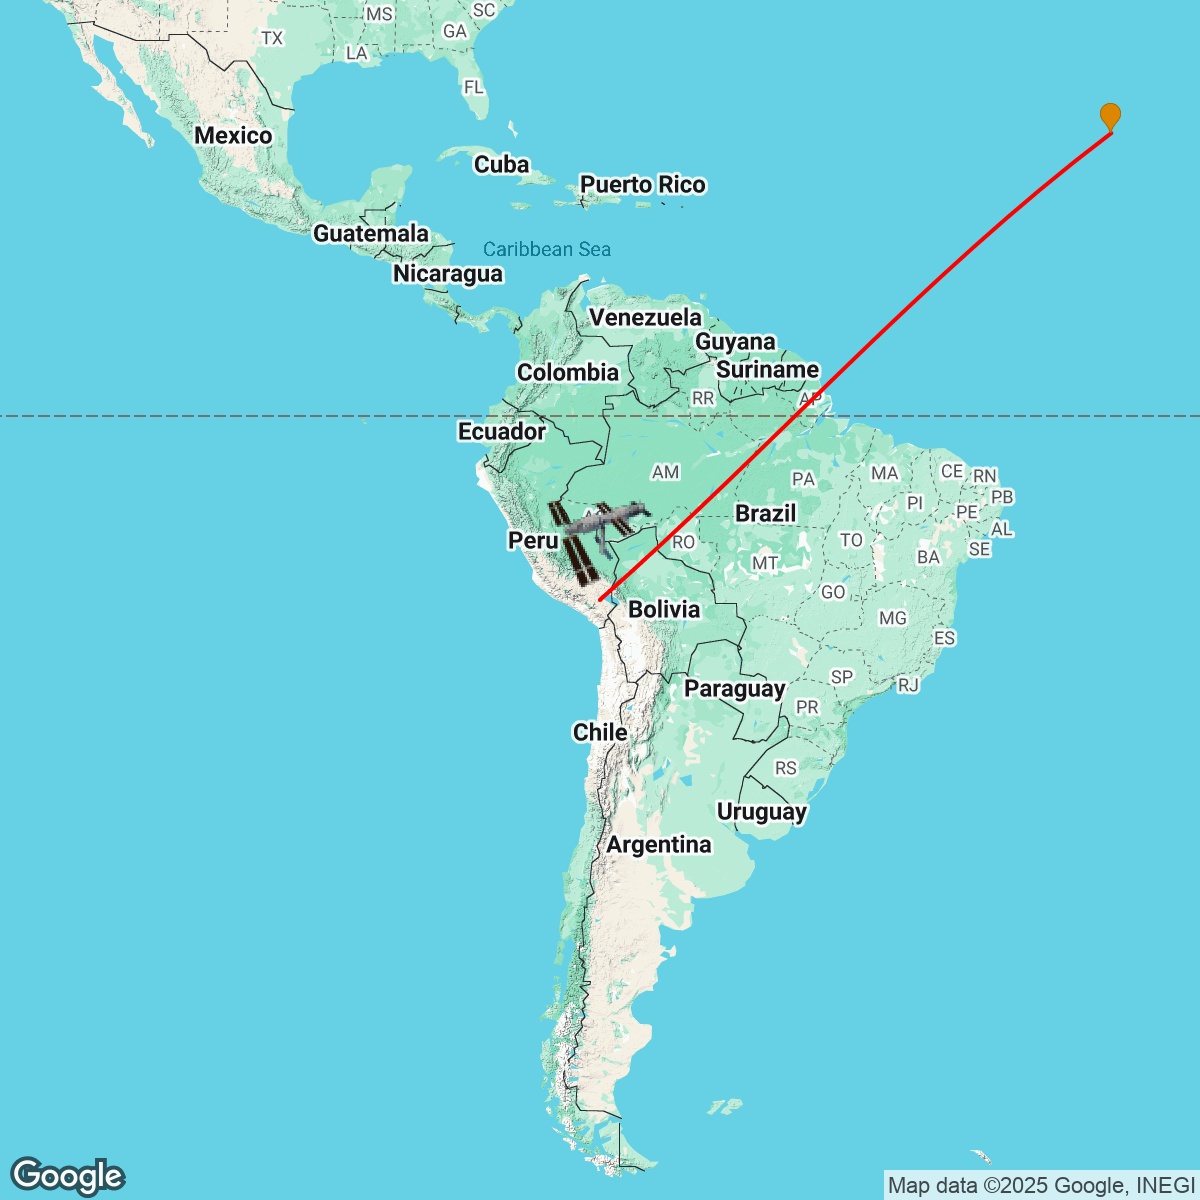 MS
SC
TX
GA
LA
FL
Mexico
Cuba
Puerto Rico
Guatemala
Caribbean Sea
Nicaragua
Venezuela
Guyana
Colombia
Suriname
RR
AP
Ecuador
AM
PA
MA
CE
RN
PB
PI
PE
AL
Brazil
Peru
RO
TO
SE
BA
MT
GO
Bolivia
MG
ES
SP
RJ
Paraguay
PR
Chile
RS
Uruguay
Argentina
Google
Map data ©2025 Google, INEGI